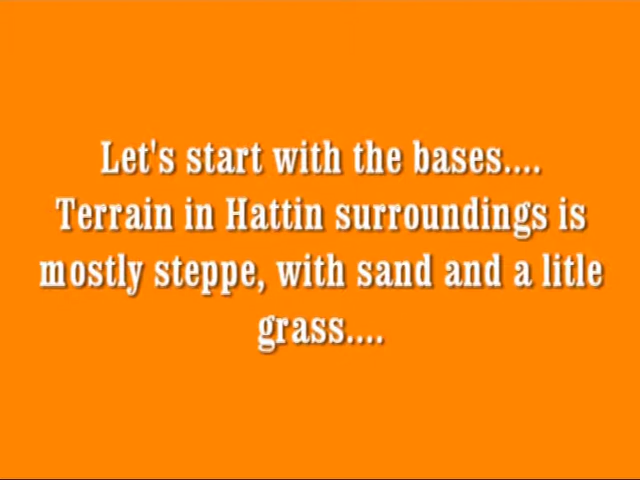 Let's start with the bases....
Terrain in Hattin surroundings is
mostly steppe, with sand and a litle
grass....